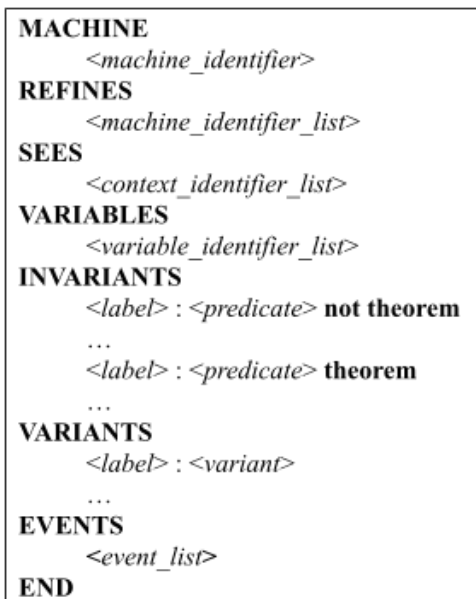 MACHINE
<machine_identifier>
REFINES
<machine_identifier_list>
SEES
<context_identifier_list>
VARIABLES
<variable_identifier_list>
INVARIANTS
<label> : <predicate> not theorem
…
<label> : <predicate> theorem
…
VARIANTS
<label> : <variant>
…
EVENTS
<event_list>
END